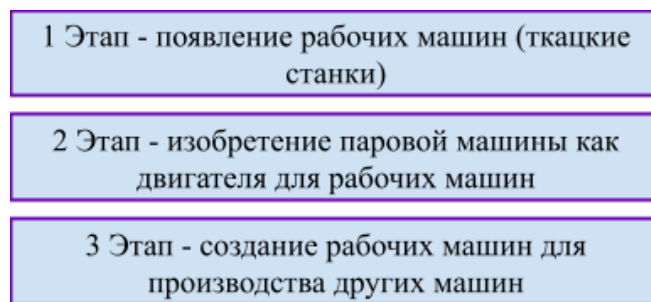 1 Этап - появление рабочих машин (ткацкие
станки)
2 Этап - изобретение паровой машины как
двигателя для рабочих машин
3 Этап - создание рабочих машин для
производства других машин